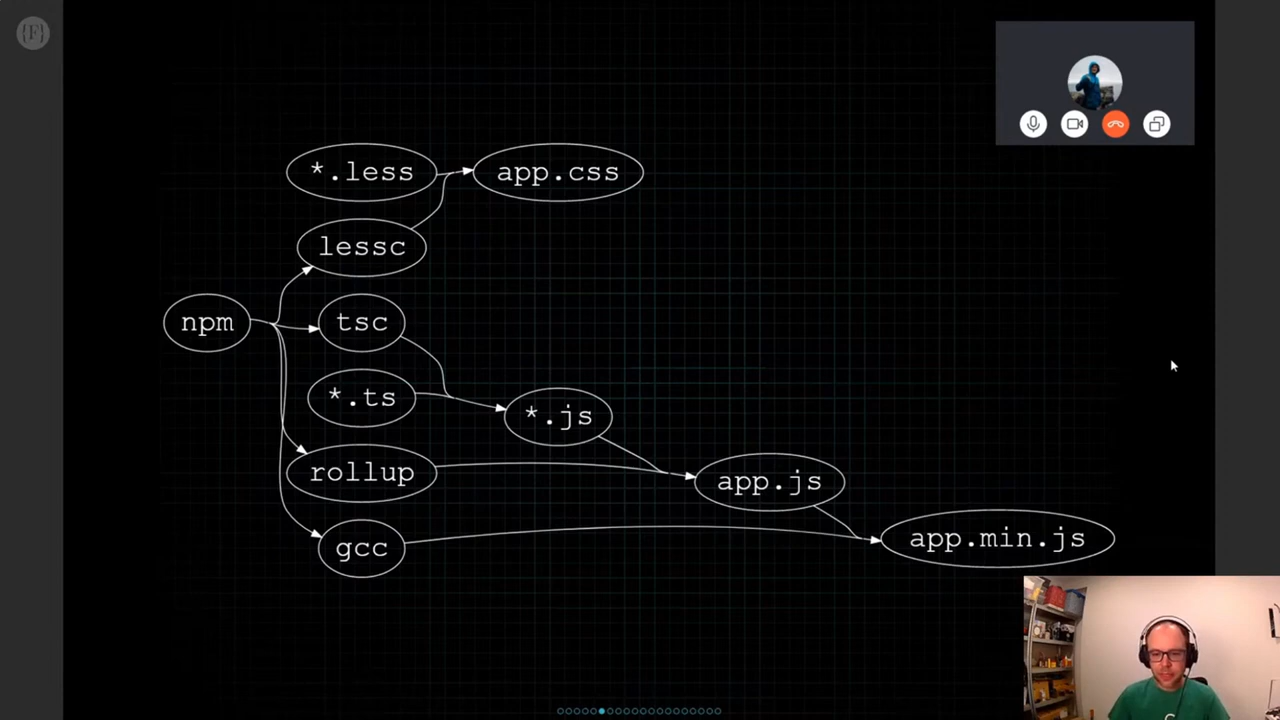 {F}
*.less
app.css
lessc
npm
tsc
*.ts
*.js
rollup
app.js
gcc
app.min.js